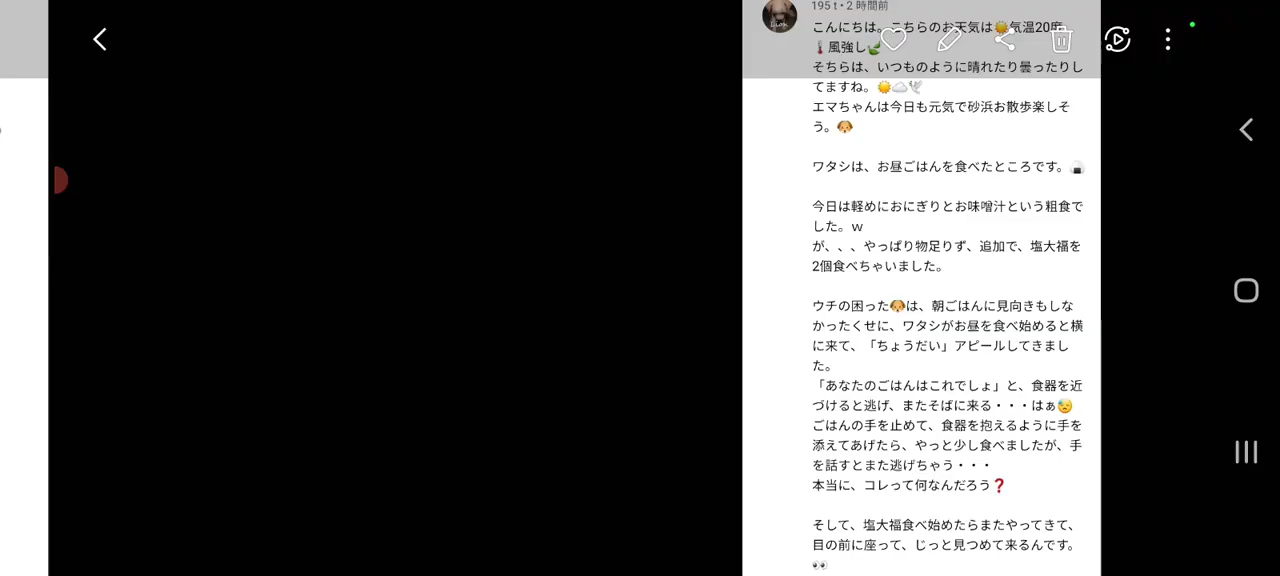 195 t • 2 時間前
こんにちは。こちらのお天気は☀️気温20度
🌡️風強し🍃
そちらは、いつものように晴れたり曇ったりし
てますね。☀️☁️🕊️
エマちゃんは今日も元気で砂浜お散歩楽しそ
う。🐶
ワタシは、お昼ごはんを食べたところです。🍙
今日は軽めにおにぎりとお味噌汁という粗食で
した。w
が、、、やっぱり物足りず、追加で、塩大福を
2個食べちゃいました。
ウチの困った🐶は、朝ごはんに見向きもしな
かったくせに、ワタシがお昼を食べ始めると横
に来て、「ちょうだい」アピールしてきまし
た。
「あなたのごはんはこれでしょ」と、食器を近
づけると逃げ、またそばに来る・・・はぁ😓
ごはんの手を止めて、食器を抱えるように手を
添えてあげたら、やっと少し食べましたが、手
を話すとまた逃げちゃう・・・
本当に、コレって何なんだろう❓
そして、塩大福食べ始めたらまたやってきて、
目の前に座って、じっと見つめて来るんです。
👀